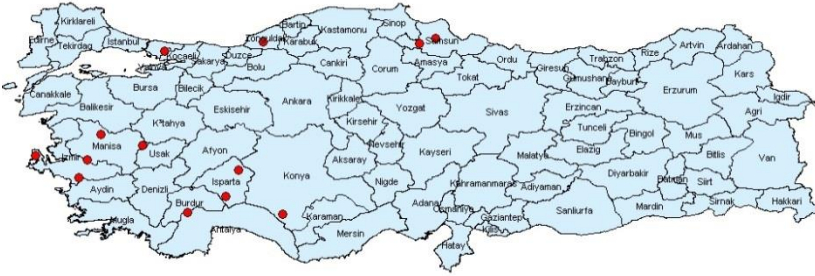 Kirklareli
Edirne
Tekirdag
Istanbul
Kocaeli
Yalova
Sakarya
Duzce
Zonguldak
Bartin
Karabuk
Bolu
Kastamonu
Sinop
Samsun
Cankiri
Corum
Amasya
Tokat
Ordu
Giresun
Gumushane
Trabzon
Bayburt
Rize
Artvin
Ardahan
Kars
Igdir
Agri
Erzurum
Erzincan
Canakkale
Balikesir
Bursa
Bilecik
Eskisehir
Ankara
Kirikkale
Kirsehir
Yozgat
Sivas
Tunceli
Bingol
Mus
Elazig
Bitlis
Van
Manisa
Izmir
Usak
Afyon
Konya
Aksaray
Nevsehir
Kayseri
Malatya
Diyarbakir
Batman
Siirt
Sirnak
Hakkari
Mardin
Sanliurfa
Adiyaman
Kahramanmaras
Gaziantep
Kilis
Osmaniye
Adana
Hatay
Nigde
Mersin
Karaman
Antalya
Isparta
Burdur
Denizli
Aydin
Mugla